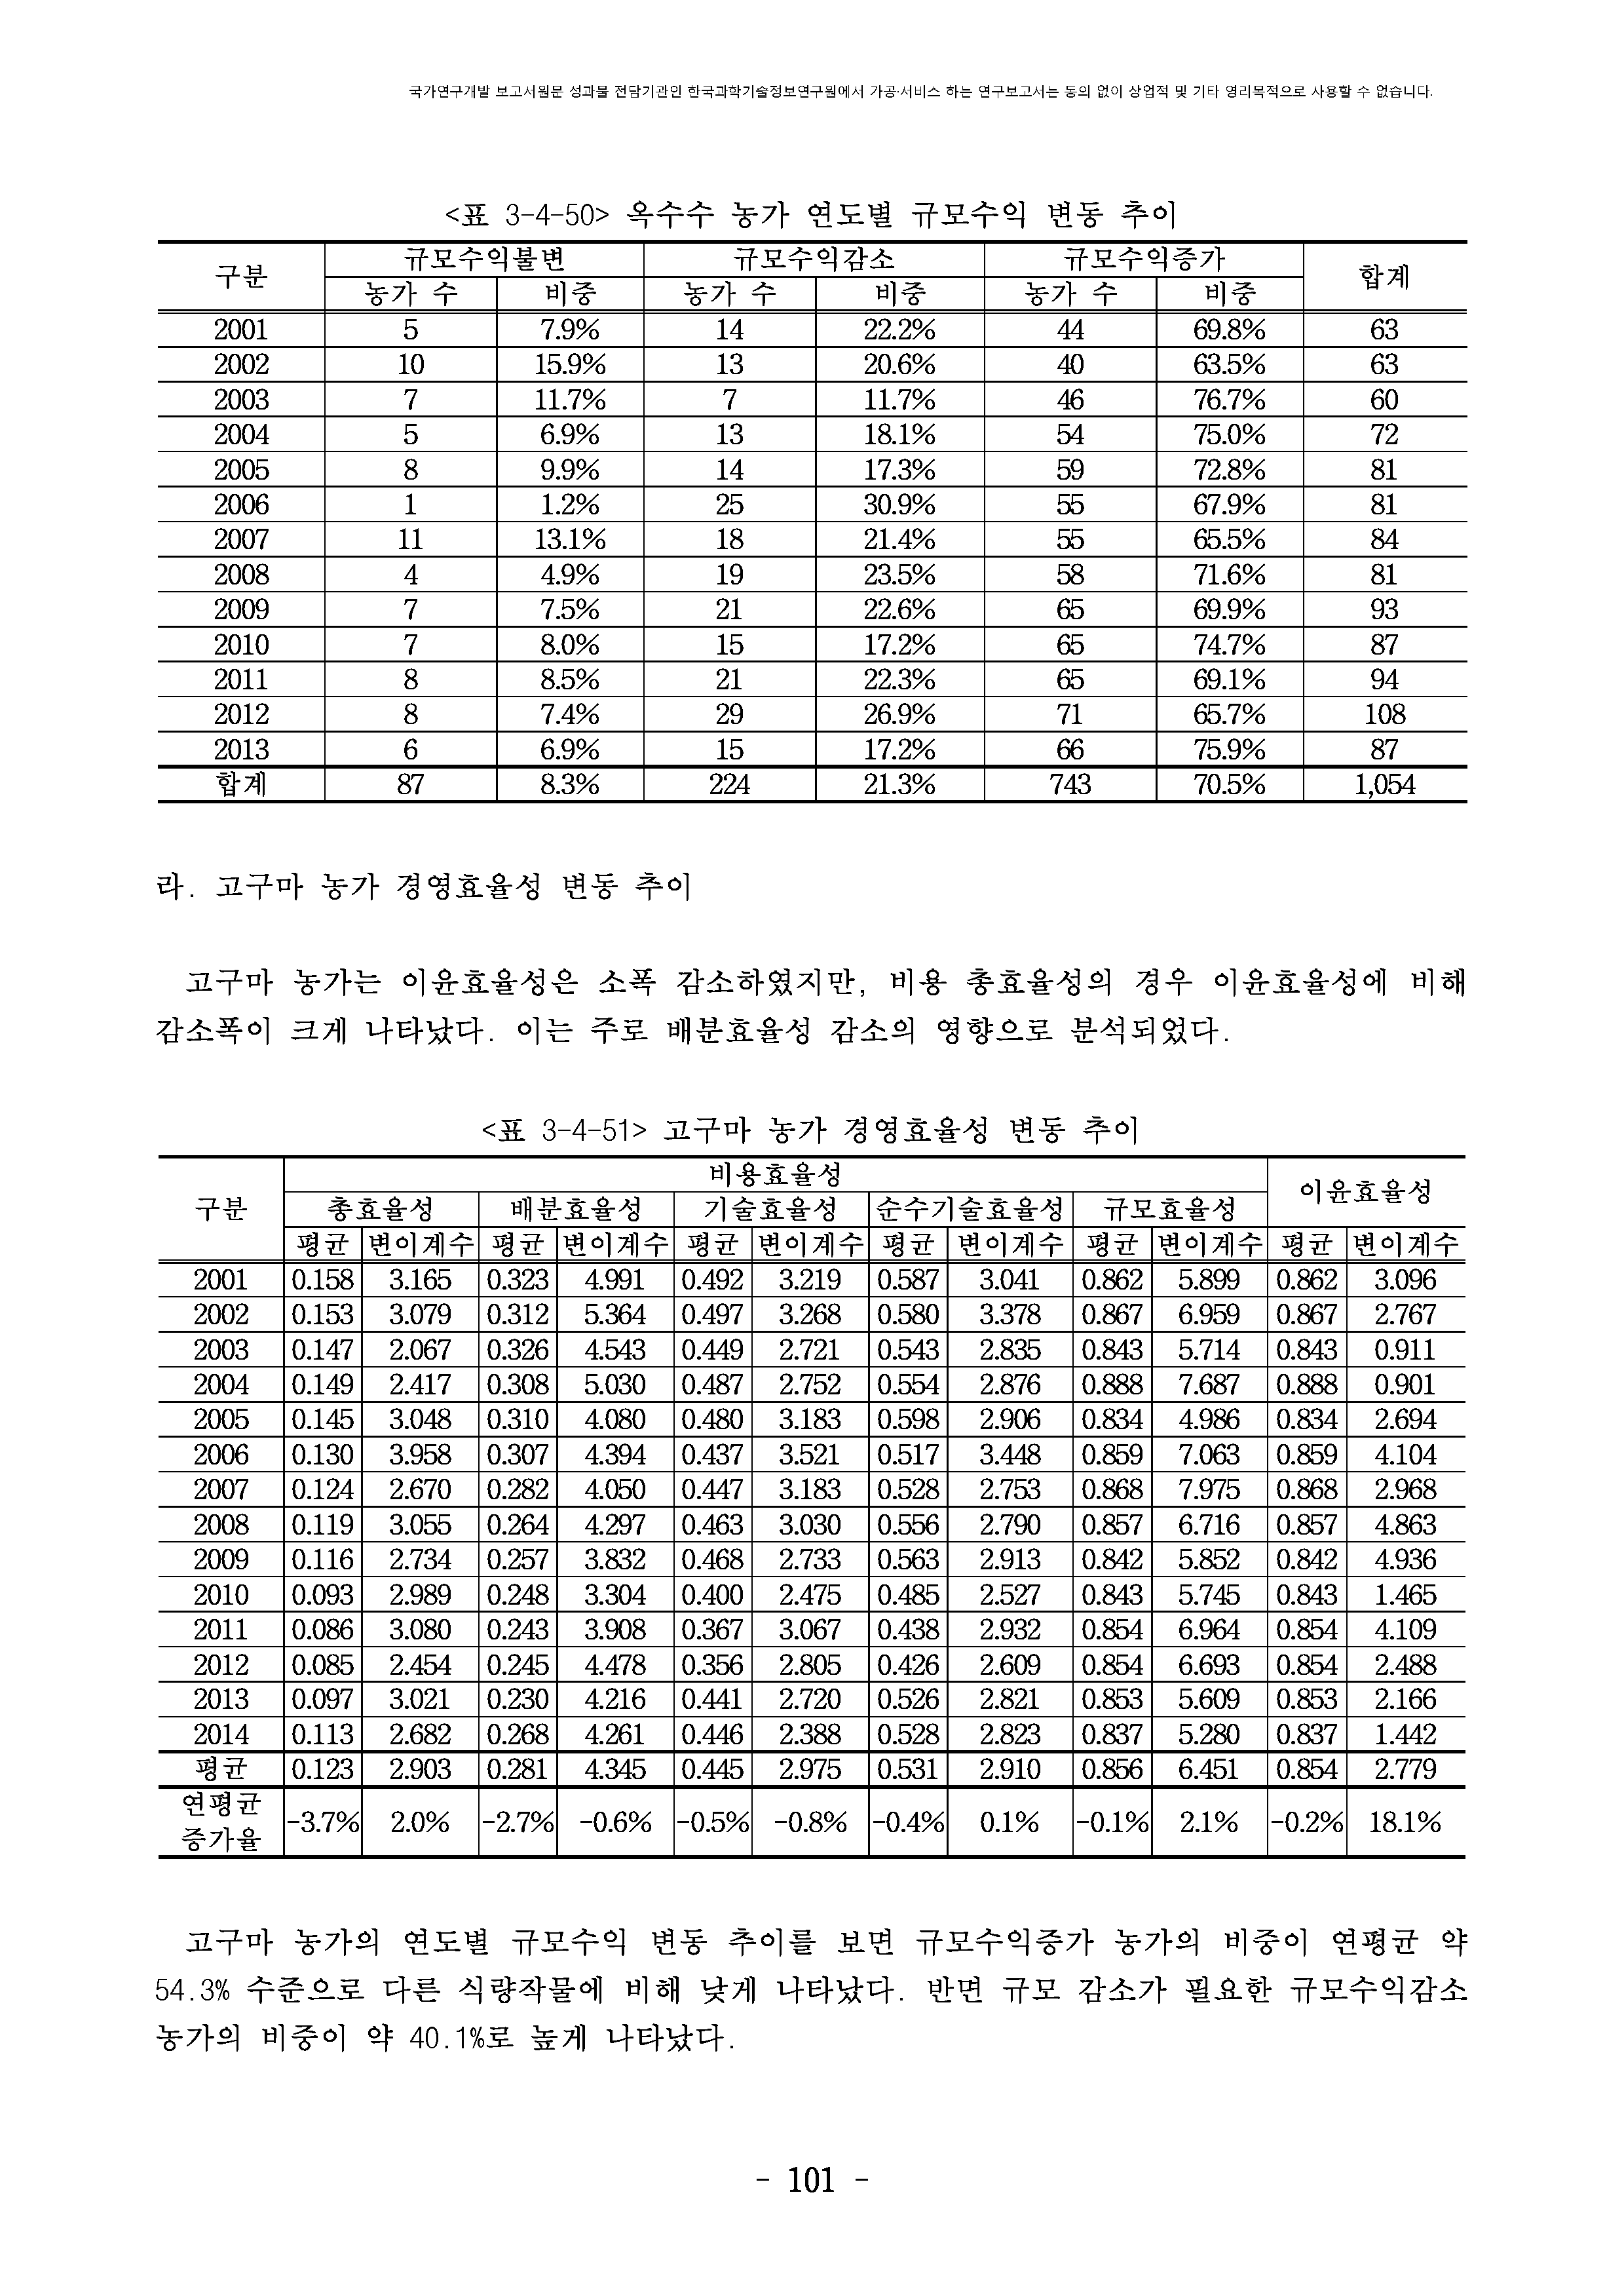 국가연구개발 보고서원문 성과물 전담기관인 한국과학기술정보연구원에서 가공·서비스 하는 연구보고서는 동의 없이 상업적 및 기타 영리목적으로 사용할 수 없습니다.
<표 3-4-50> 옥수수 농가 연도별 규모수익 변동 추이
구분 규모수익불변 규모수익감소 규모수익증가 합계
농가 수 비중 농가 수 비중 농가 수 비중
2001 5 7.9% 14 22.2% 44 69.8% 63
2002 10 15.9% 13 20.6% 40 63.5% 63
2003 7 11.7% 7 11.7% 46 76.7% 60
2004 5 6.9% 13 18.1% 54 75.0% 72
2005 8 9.9% 14 17.3% 59 72.8% 81
2006 1 1.2% 25 30.9% 55 67.9% 81
2007 11 13.1% 18 21.4% 55 65.5% 84
2008 4 4.9% 19 23.5% 58 71.6% 81
2009 7 7.5% 21 22.6% 65 69.9% 93
2010 7 8.0% 15 17.2% 65 74.7% 87
2011 8 8.5% 21 22.3% 65 69.1% 94
2012 8 7.4% 29 26.9% 71 65.7% 108
2013 6 6.9% 15 17.2% 66 75.9% 87
합계 87 8.3% 224 21.3% 743 70.5% 1,054
라. 고구마 농가 경영효율성 변동 추이
고구마 농가는 이윤효율성은 소폭 감소하였지만, 비용 총효율성의 경우 이윤효율성에 비해
감소폭이 크게 나타났다. 이는 주로 배분효율성 감소의 영향으로 분석되었다.
<표 3-4-51> 고구마 농가 경영효율성 변동 추이
구분 비용효율성 이윤효율성
총효율성 배분효율성 기술효율성 순수기술효율성 규모효율성
평균 변이계수 평균 변이계수 평균 변이계수 평균 변이계수 평균 변이계수 평균 변이계수
2001 0.158 3.165 0.323 4.991 0.492 3.219 0.587 3.041 0.862 5.899 0.862 3.096
2002 0.153 3.079 0.312 5.364 0.497 3.268 0.580 3.378 0.867 6.959 0.867 2.767
2003 0.147 2.067 0.326 4.543 0.449 2.721 0.543 2.835 0.843 5.714 0.843 0.911
2004 0.149 2.417 0.308 5.030 0.487 2.752 0.554 2.876 0.888 7.687 0.888 0.901
2005 0.145 3.048 0.310 4.080 0.480 3.183 0.598 2.906 0.834 4.986 0.834 2.694
2006 0.130 3.958 0.307 4.394 0.437 3.521 0.517 3.448 0.859 7.063 0.859 4.104
2007 0.124 2.670 0.282 4.050 0.447 3.183 0.528 2.753 0.868 7.975 0.868 2.968
2008 0.119 3.055 0.264 4.297 0.463 3.030 0.556 2.790 0.857 6.716 0.857 4.863
2009 0.116 2.734 0.257 3.832 0.468 2.733 0.563 2.913 0.842 5.852 0.842 4.936
2010 0.093 2.989 0.248 3.304 0.400 2.475 0.485 2.527 0.843 5.745 0.843 1.465
2011 0.086 3.080 0.243 3.908 0.367 3.067 0.438 2.932 0.854 6.964 0.854 4.109
2012 0.085 2.454 0.245 4.478 0.356 2.805 0.426 2.609 0.854 6.693 0.854 2.488
2013 0.097 3.021 0.230 4.216 0.441 2.720 0.526 2.821 0.853 5.609 0.853 2.166
2014 0.113 2.682 0.268 4.261 0.446 2.388 0.528 2.823 0.837 5.280 0.837 1.442
평균 0.123 2.903 0.281 4.345 0.445 2.975 0.531 2.910 0.856 6.451 0.854 2.779
연평균
증가율 -3.7% 2.0% -2.7% -0.6% -0.5% -0.8% -0.4% 0.1% -0.1% 2.1% -0.2% 18.1%
고구마 농가의 연도별 규모수익 변동 추이를 보면 규모수익증가 농가의 비중이 연평균 약
54.3% 수준으로 다른 식량작물에 비해 낮게 나타났다. 반면 규모 감소가 필요한 규모수익감소
농가의 비중이 약 40.1%로 높게 나타났다.
- 101 -